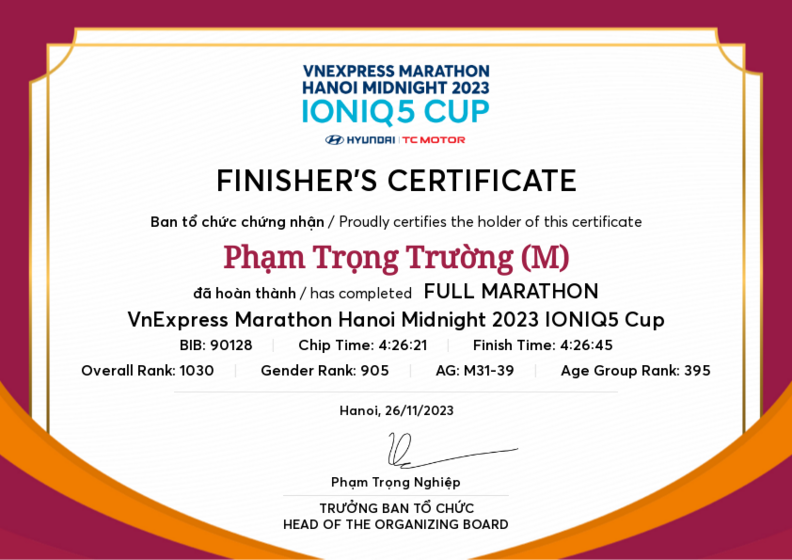 VNEXPRESS MARATHON
HANOI MIDNIGHT 2023
IONIQ5 CUP
HYUNDAI | TC MOTOR
FINISHER'S CERTIFICATE
Ban tổ chức chứng nhận / Proudly certifies the holder of this certificate
Phạm Trọng Trường (M)
đã hoàn thành / has completed FULL MARATHON
VnExpress Marathon Hanoi Midnight 2023 IONIQ5 Cup
BIB: 90128 | Chip Time: 4:26:21 | Finish Time: 4:26:45
Overall Rank: 1030 | Gender Rank: 905 | AG: M31-39 | Age Group Rank: 395
Hanoi, 26/11/2023
Phạm Trọng Nghiệp
TRƯỞNG BAN TỔ CHỨC
HEAD OF THE ORGANIZING BOARD